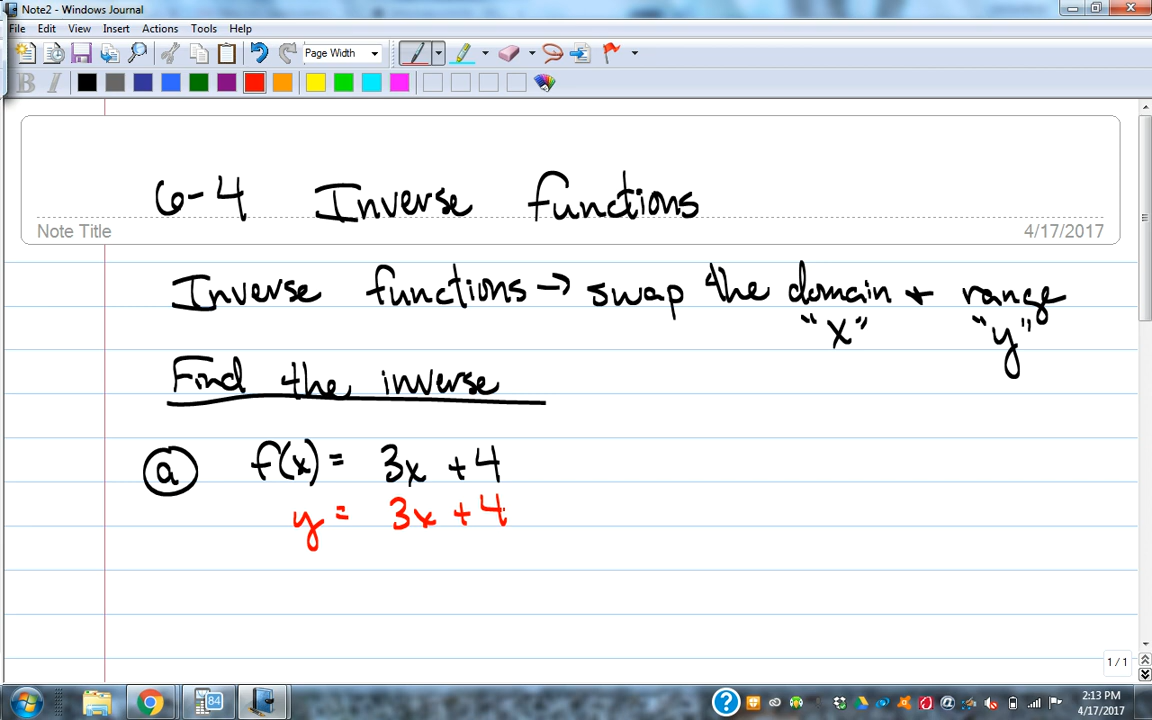 Note2 - Windows Journal
File Edit View Insert Actions Tools Help
Page Width
B I
6-4 Inverse functions
Note Title 4/17/2017
Inverse functions → swap the domain + range
"x" "y"
Find the inverse
a f(x) = 3x + 4
y = 3x + 4
1/1
84
2:13 PM
4/17/2017